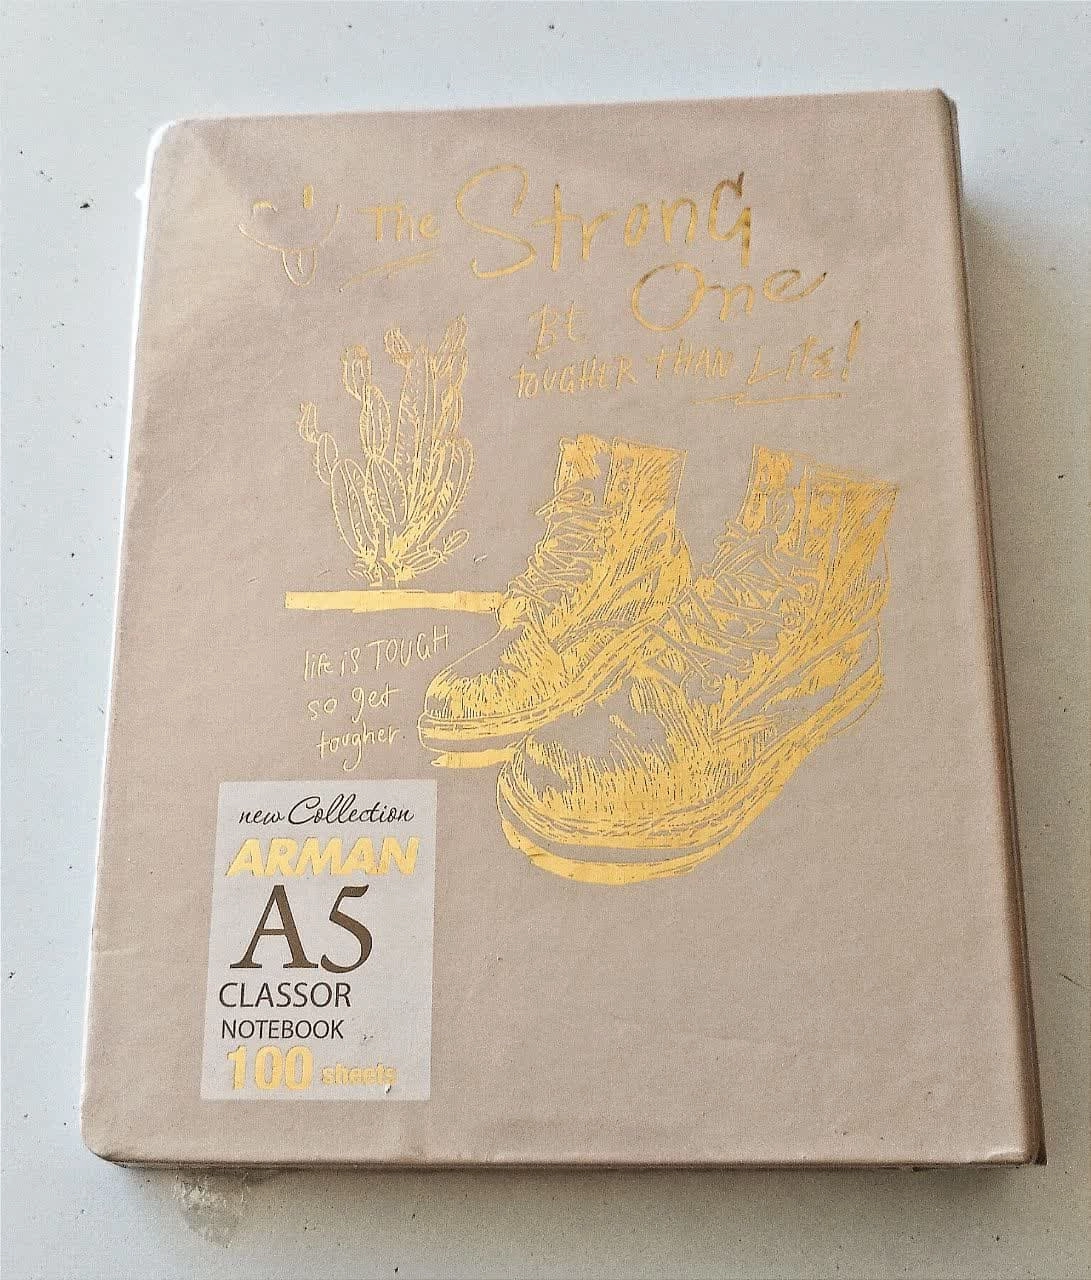 The Strong
One
BE
TOUGHER THAN LIFE!
life is TOUGH
so get
tougher.
new Collection
ARMAN
A5
CLASSOR
NOTEBOOK
100 sheets